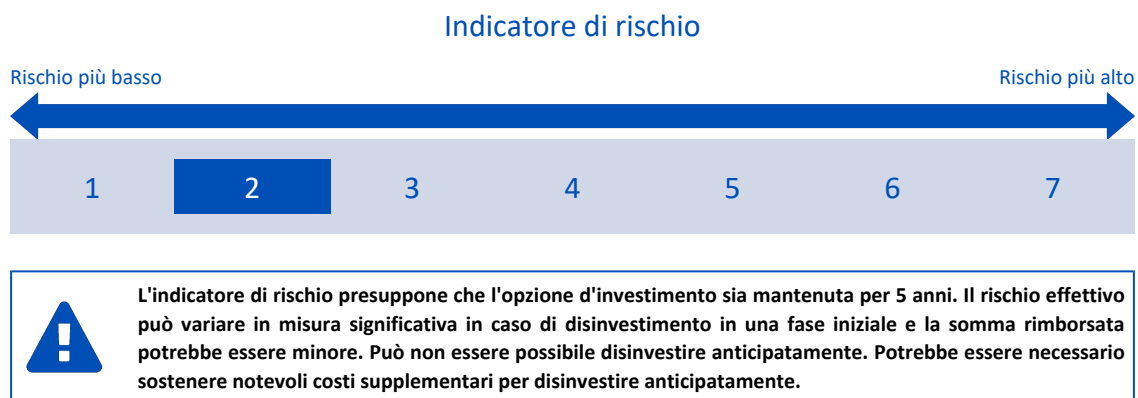 Indicatore di rischio
Rischio più basso Rischio più alto
1 2 3 4 5 6 7
L'indicatore di rischio presuppone che l'opzione d'investimento sia mantenuta per 5 anni. Il rischio effettivo
può variare in misura significativa in caso di disinvestimento in una fase iniziale e la somma rimborsata
potrebbe essere minore. Può non essere possibile disinvestire anticipatamente. Potrebbe essere necessario
sostenere notevoli costi supplementari per disinvestire anticipatamente.